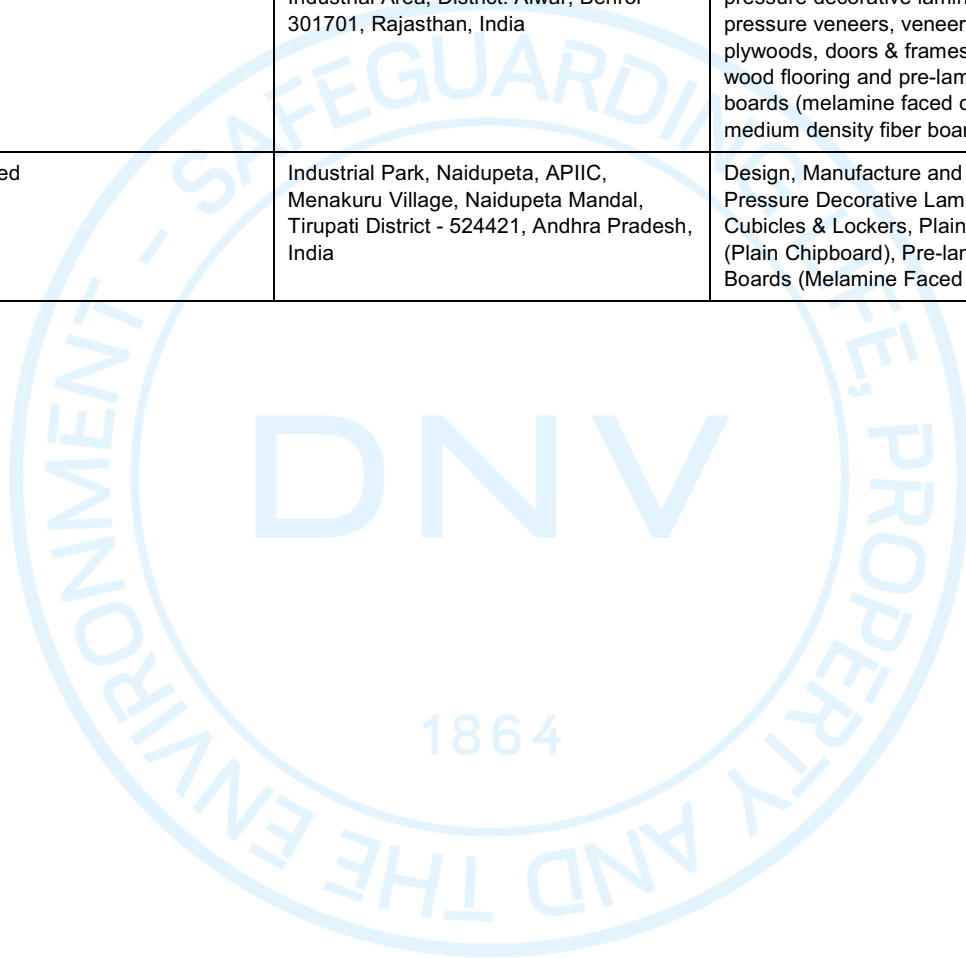 Industrial Area, District: Alwar, Behror
301701, Rajasthan, India
pressure decorative lamin
pressure veneers, veneer
plywoods, doors & frames
wood flooring and pre-lam
boards (melamine faced
medium density fiber boar
ed
Industrial Park, Naidupeta, APIIC,
Menakuru Village, Naidupeta Mandal,
Tirupati District - 524421, Andhra Pradesh,
India
Design, Manufacture and
Pressure Decorative Lam
Cubicles & Lockers, Plain
(Plain Chipboard), Pre-lam
Boards (Melamine Faced
SAFEGUARDING LIFE, PROPERTY AND THE ENVIRONMENT -
DNV
1864